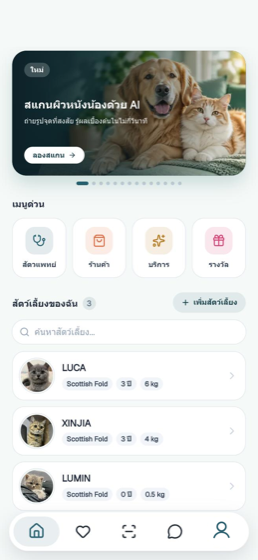 ใหม่
สแกนผิวหนังน้องด้วย AI
ถ่ายรูปจุดที่สงสัย รู้ผลเบื้องต้นในไม่กี่วินาที
ลองสแกน →
เมนูด่วน
สัตวแพทย์
ร้านค้า
บริการ
รางวัล
สัตว์เลี้ยงของฉัน 3
+ เพิ่มสัตว์เลี้ยง
ค้นหาสัตว์เลี้ยง...
LUCA
Scottish Fold 3 ปี 6 kg
XINJIA
Scottish Fold 3 ปี 4 kg
LUMIN
Scottish Fold 0 ปี 0.5 kg